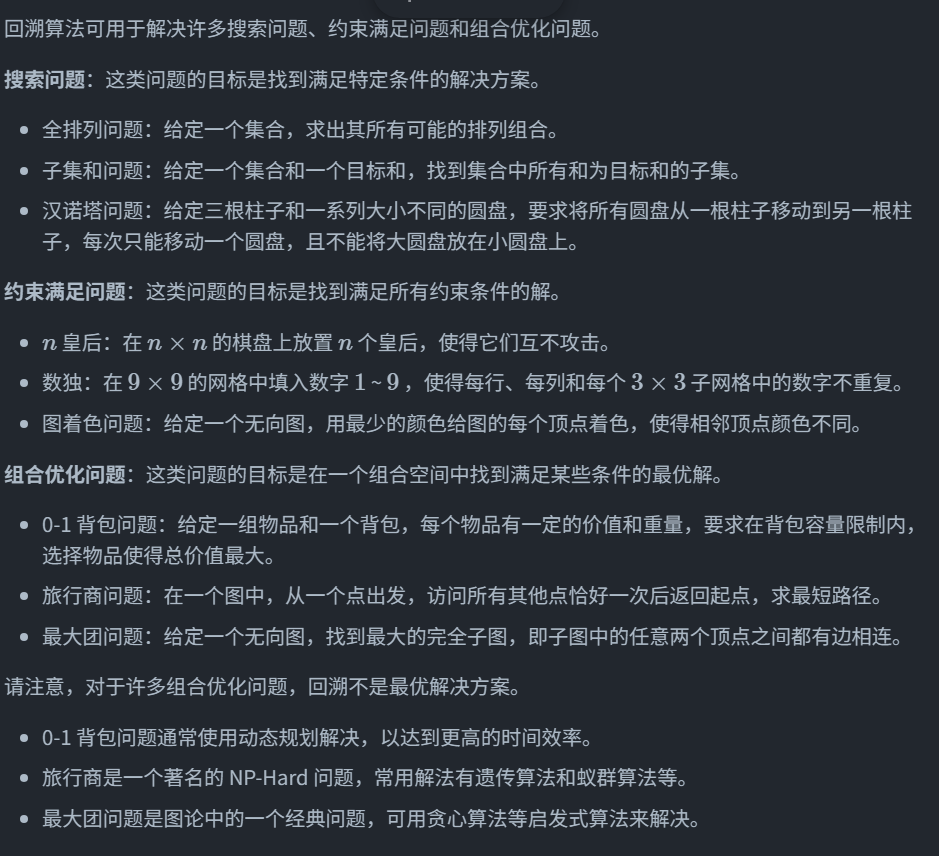 回溯算法可用于解决许多搜索问题、约束满足问题和组合优化问题。
搜索问题：这类问题的目标是找到满足特定条件的解决方案。
全排列问题：给定一个集合，求出其所有可能的排列组合。
子集和问题：给定一个集合和一个目标和，找到集合中所有和为目标和的子集。
汉诺塔问题：给定三根柱子和一系列大小不同的圆盘，要求将所有圆盘从一根柱子移动到另一根柱
子，每次只能移动一个圆盘，且不能将大圆盘放在小圆盘上。
约束满足问题：这类问题的目标是找到满足所有约束条件的解。
n 皇后：在 n × n 的棋盘上放置 n 个皇后，使得它们互不攻击。
数独：在 9 × 9 的网格中填入数字 1 ~ 9 ，使得每行、每列和每个 3 × 3 子网格中的数字不重复。
图着色问题：给定一个无向图，用最少的颜色给图的每个顶点着色，使得相邻顶点颜色不同。
组合优化问题：这类问题的目标是在一个组合空间中找到满足某些条件的最优解。
0-1 背包问题：给定一组物品和一个背包，每个物品有一定的价值和重量，要求在背包容量限制内，
选择物品使得总价值最大。
旅行商问题：在一个图中，从一个点出发，访问所有其他点恰好一次后返回起点，求最短路径。
最大团问题：给定一个无向图，找到最大的完全子图，即子图中的任意两个顶点之间都有边相连。
请注意，对于许多组合优化问题，回溯不是最优解决方案。
0-1 背包问题通常使用动态规划解决，以达到更高的时间效率。
旅行商是一个著名的 NP-Hard 问题，常用解法有遗传算法和蚁群算法等。
最大团问题是图论中的一个经典问题，可用贪心算法等启发式算法来解决。